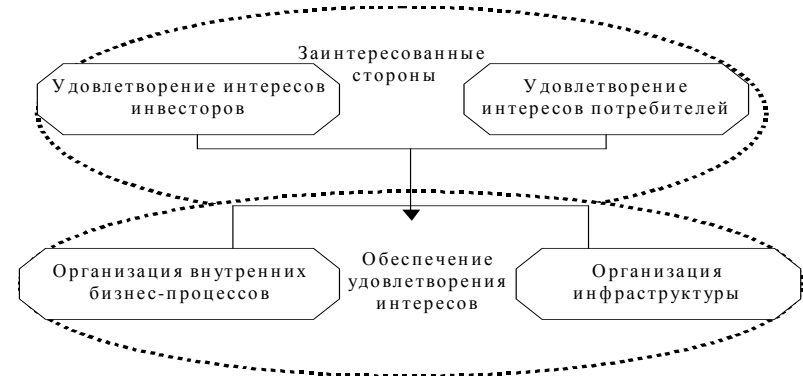 Заинтересованные
стороны
Удовлетворение интересов
инвесторов
Удовлетворение
интересов потребителей
Организация внутренних
бизнес-процессов
Обеспечение
удовлетворения
интересов
Организация
инфраструктуры